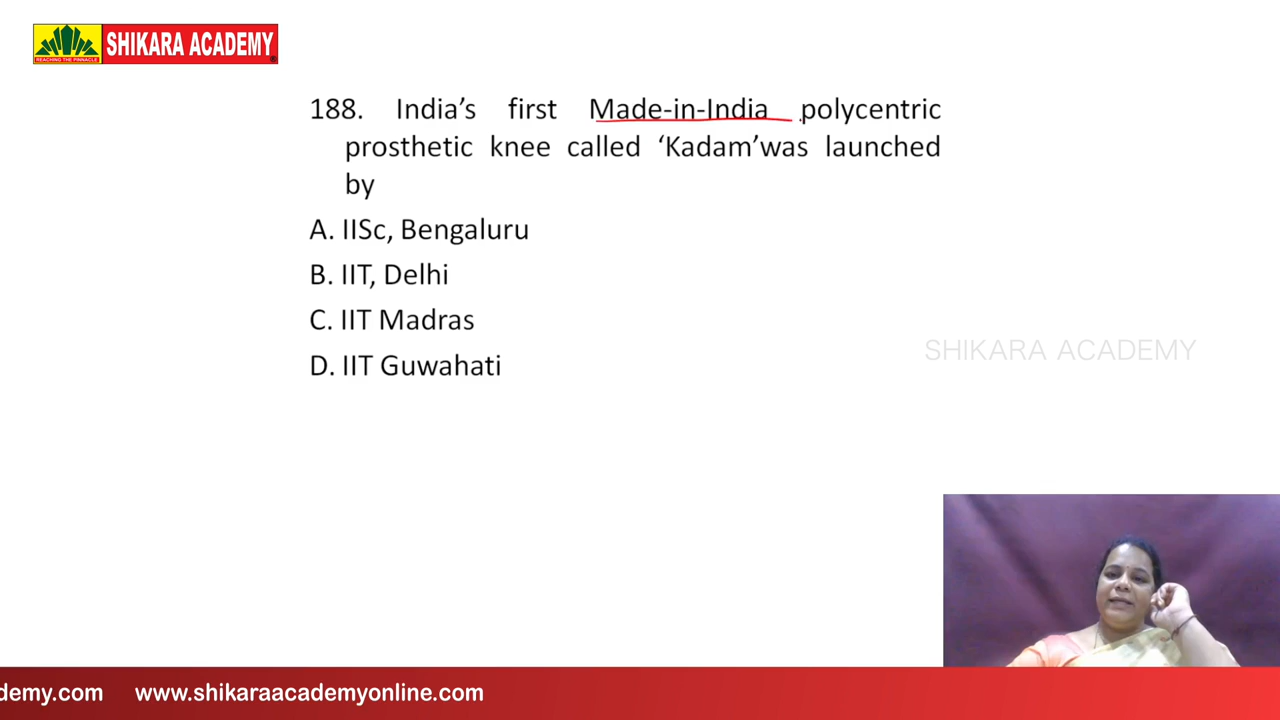 SHIKARA ACADEMY
REACHING THE PINNACLE
188. India's first Made-in-India polycentric
prosthetic knee called ‘Kadam’was launched
by
A. IISc, Bengaluru
B. IIT, Delhi
C. IIT Madras
D. IIT Guwahati
SHIKARA ACADEMY
demy.com www.shikaraacademyonline.com